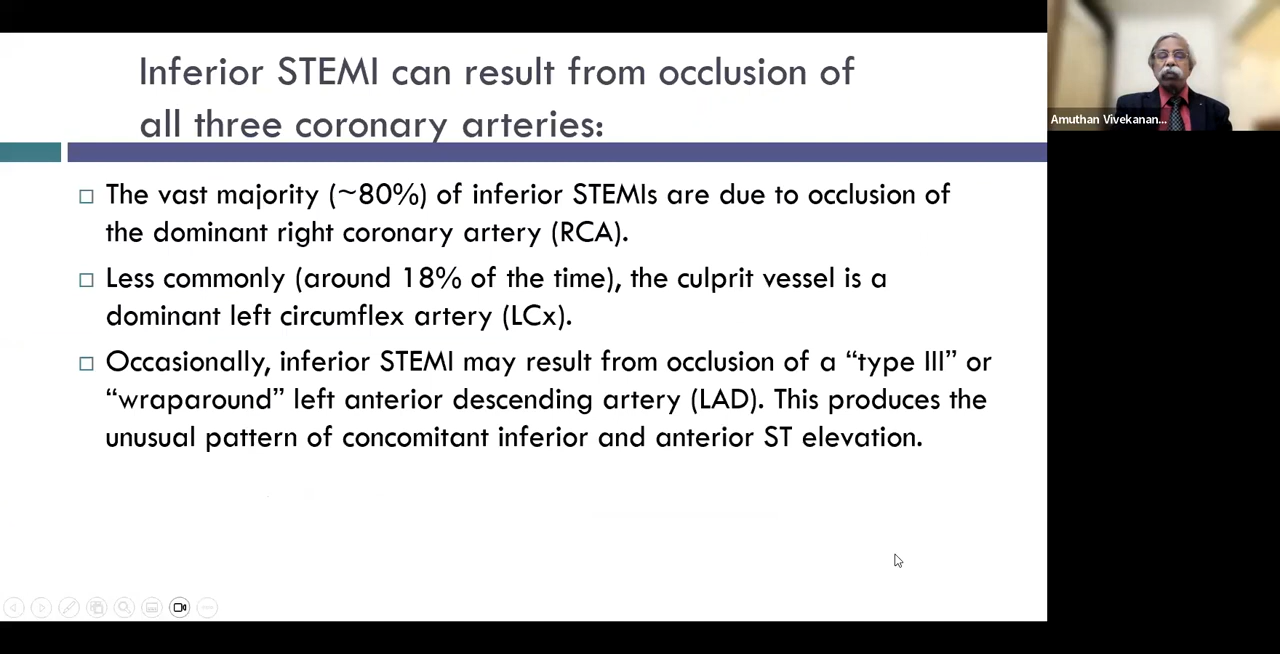 Inferior STEMI can result from occlusion of
all three coronary arteries:
The vast majority (~80%) of inferior STEMIs are due to occlusion of
the dominant right coronary artery (RCA).
Less commonly (around 18% of the time), the culprit vessel is a
dominant left circumflex artery (LCx).
Occasionally, inferior STEMI may result from occlusion of a “type III” or
“wraparound” left anterior descending artery (LAD). This produces the
unusual pattern of concomitant inferior and anterior ST elevation.
Amuthan Vivekanan...